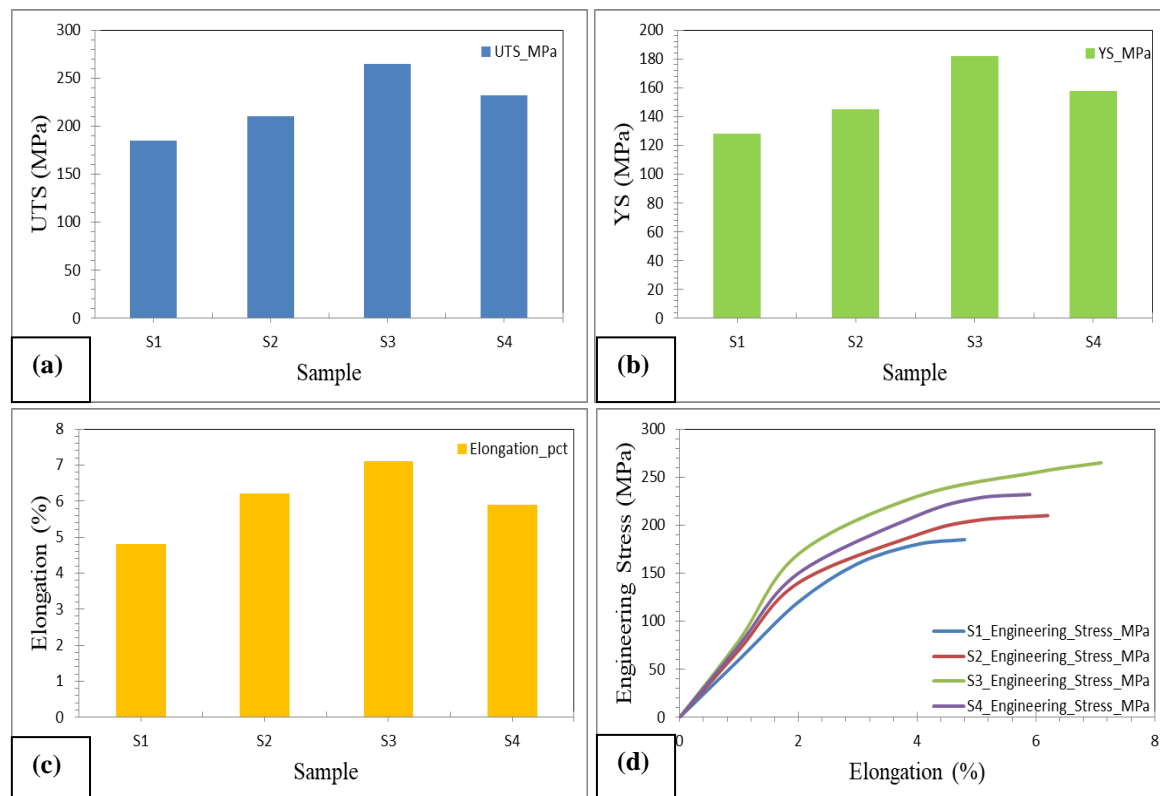 300
250
200
150
100
50
0
UTS (MPa)
UTS_MPa
S1 S2 S3 S4
Sample
(a)
200
180
160
140
120
100
80
60
40
20
0
YS (MPa)
YS_MPa
S1 S2 S3 S4
Sample
(b)
8
7
6
5
4
3
2
1
0
Elongation (%)
Elongation_pct
S1 S2 S3 S4
Sample
(c)
300
250
200
150
100
50
0
Engineering Stress (MPa)
S1_Engineering_Stress_MPa
S2_Engineering_Stress_MPa
S3_Engineering_Stress_MPa
S4_Engineering_Stress_MPa
0 2 4 6 8
Elongation (%)
(d)